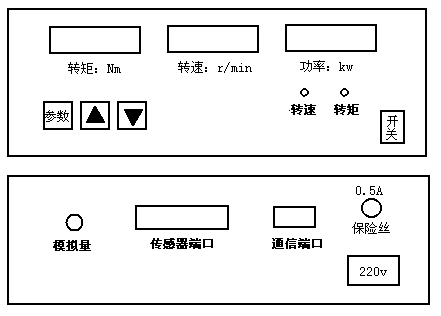 转矩：Nm 转速：r/min 功率：kw
转速 转矩
参数 开关
0.5A
模拟量 传感器端口 通信端口 保险丝
220v